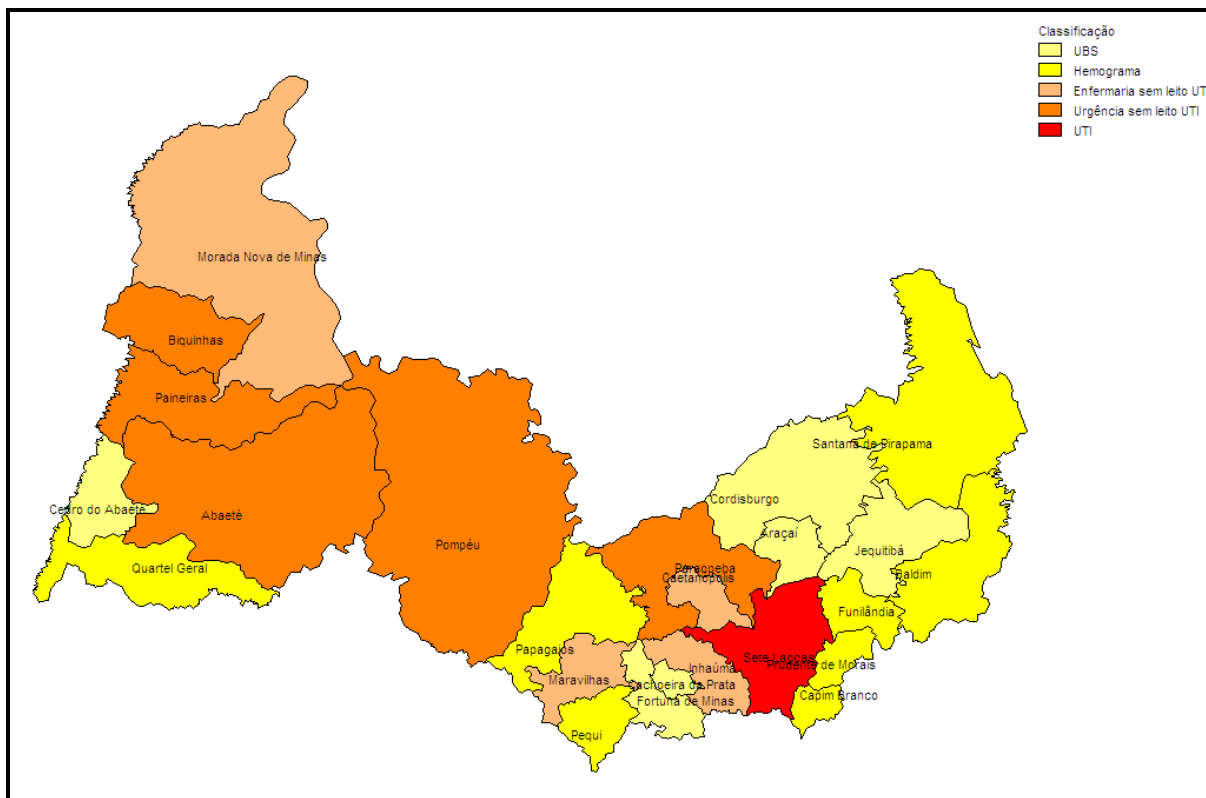 Classificação
UBS
Hemograma
Enfermaria sem leito UT
Urgência sem leito UTI
UTI
Morada Nova de Minas
Biquinhas
Paineiras
Santana de Pirapama
Cordisburgo
Cedro do Abaeté
Abaeté
Araçaí
Pompéu
Jequitibá
Quartel Geral
Paraopeba
Caetanópolis
Baldim
Funilândia
Papagaios
Sete Lagoas
Prudente de Morais
Inhaúma
Maravilhas
Cachoeira da Prata
Capim Branco
Fortuna de Minas
Pequi